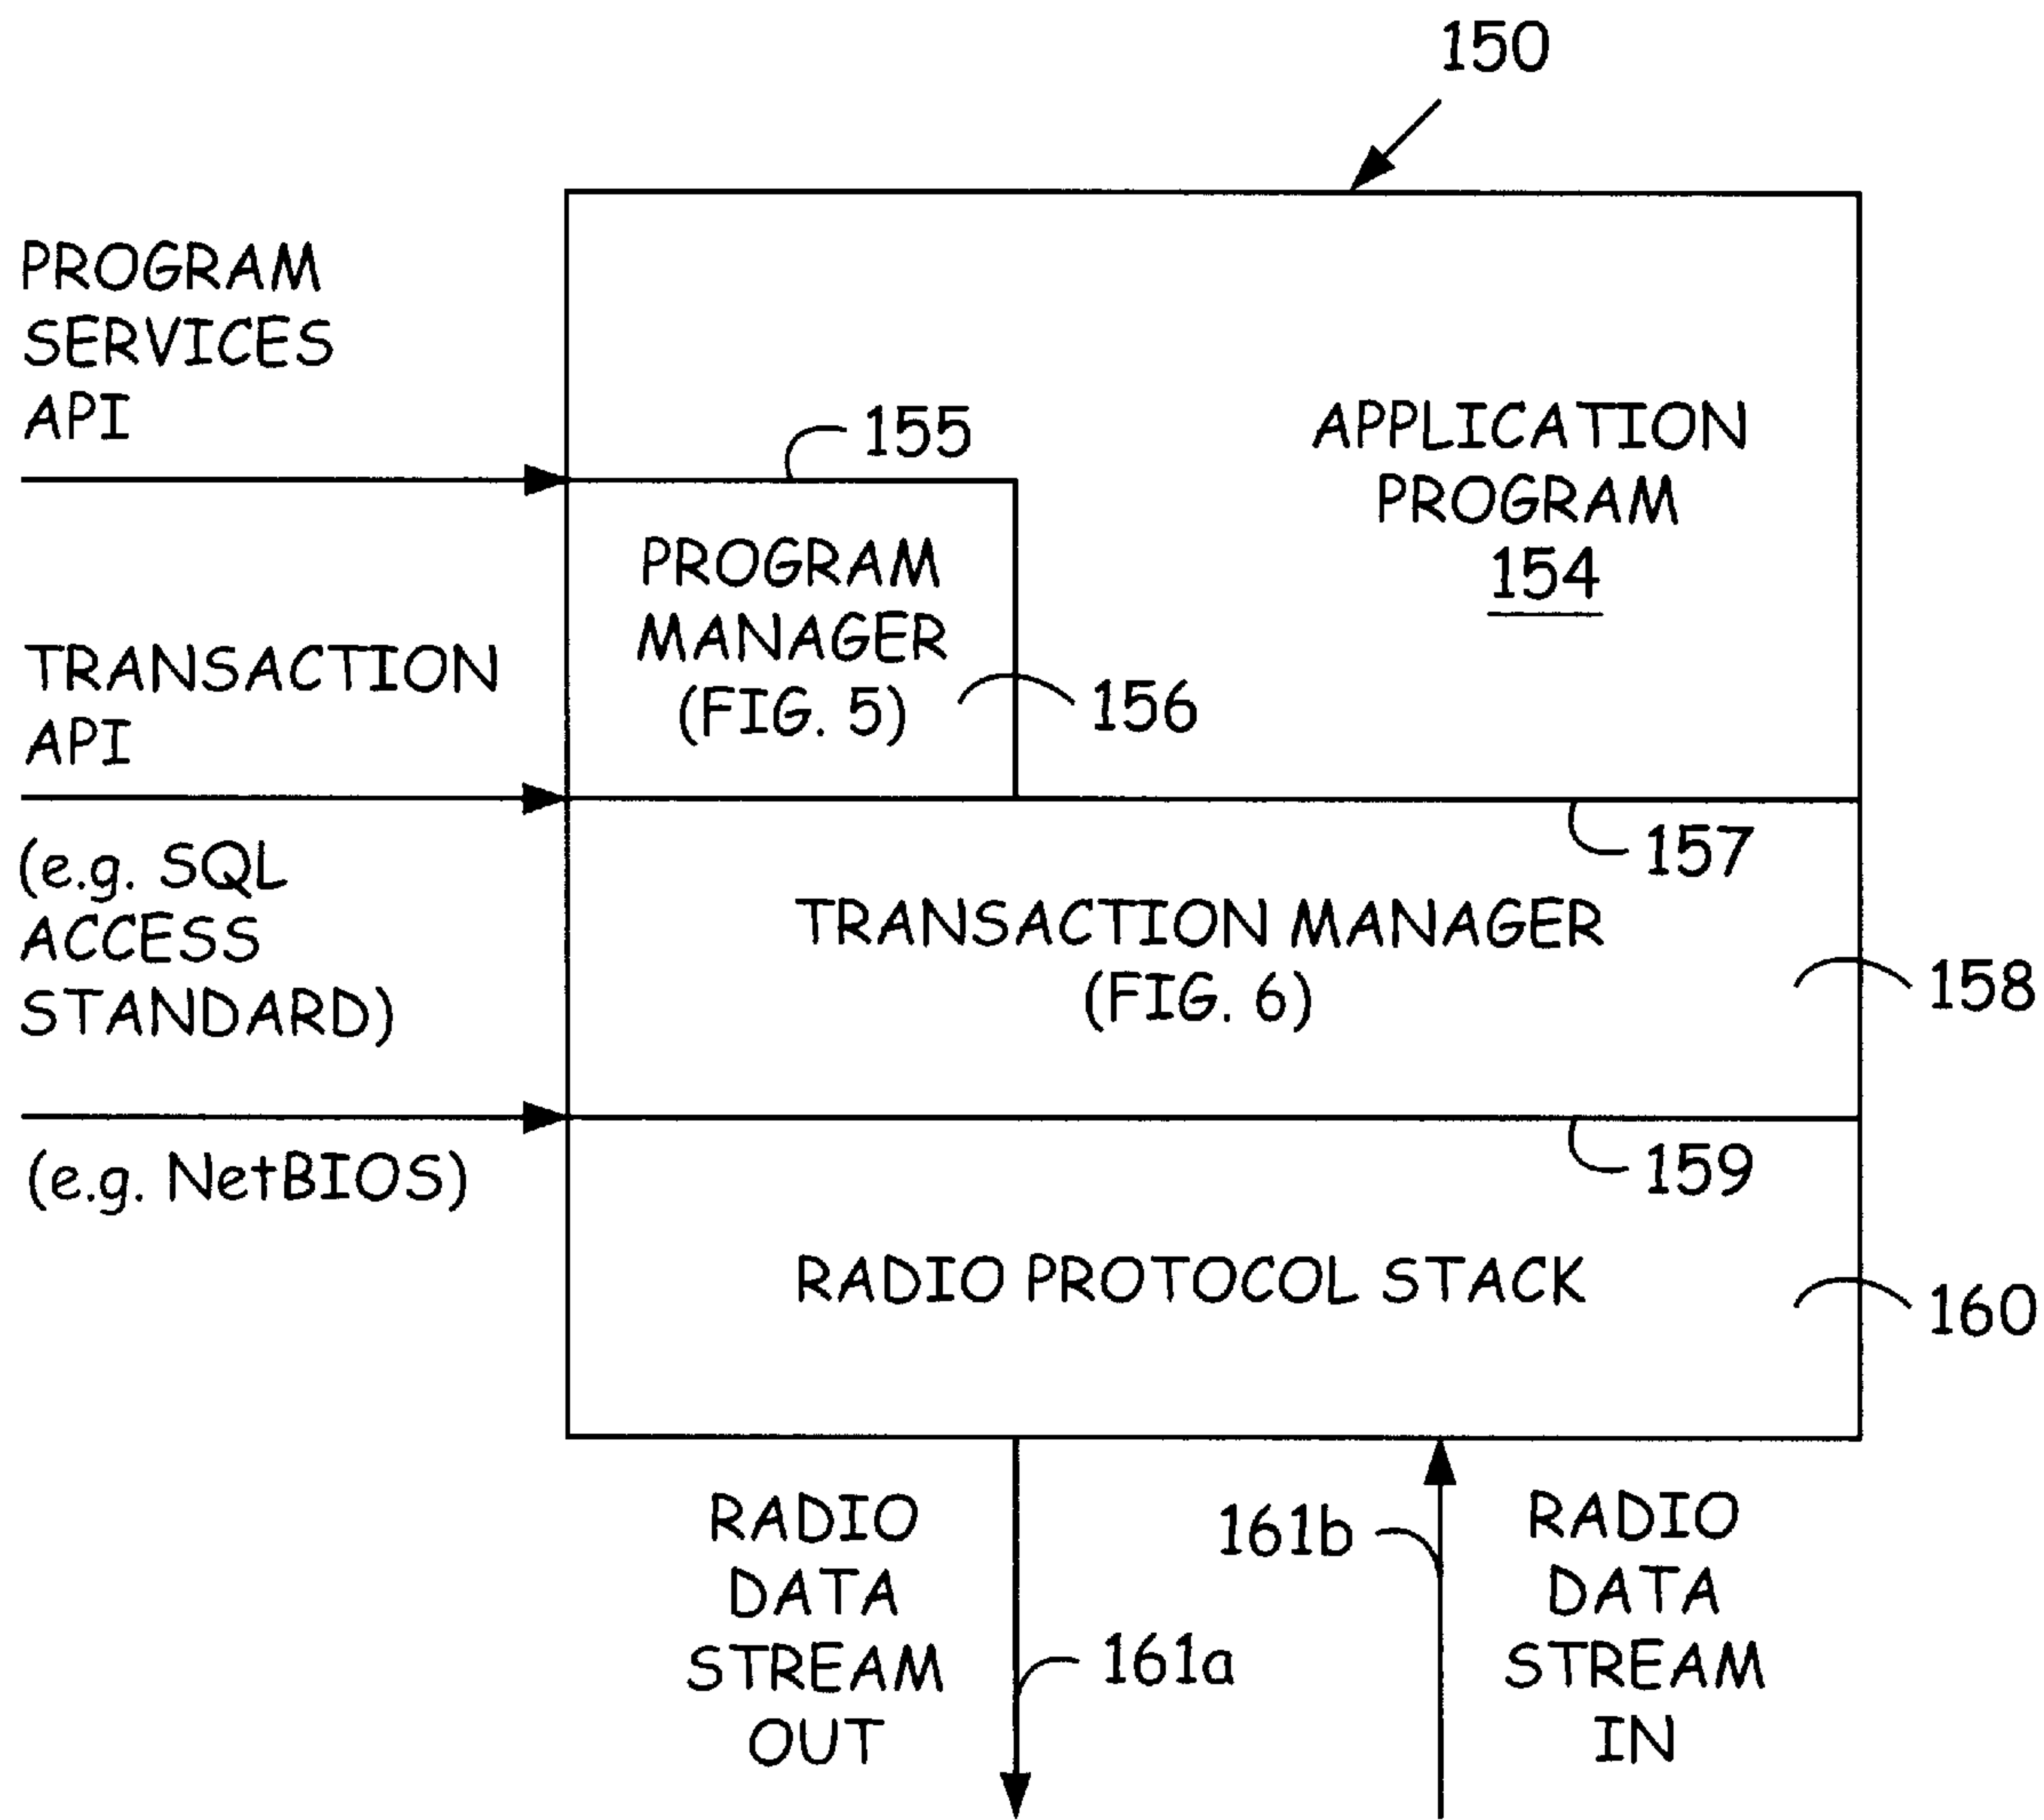 150
PROGRAM
SERVICES
API
155
APPLICATION
PROGRAM
154
PROGRAM
MANAGER
(FIG. 5)
156
TRANSACTION
API
157
(e.g. SQL
ACCESS
STANDARD)
TRANSACTION MANAGER
(FIG. 6)
158
159
(e.g. NetBIOS)
RADIO PROTOCOL STACK
160
RADIO
DATA
STREAM
OUT
161a
161b
RADIO
DATA
STREAM
IN